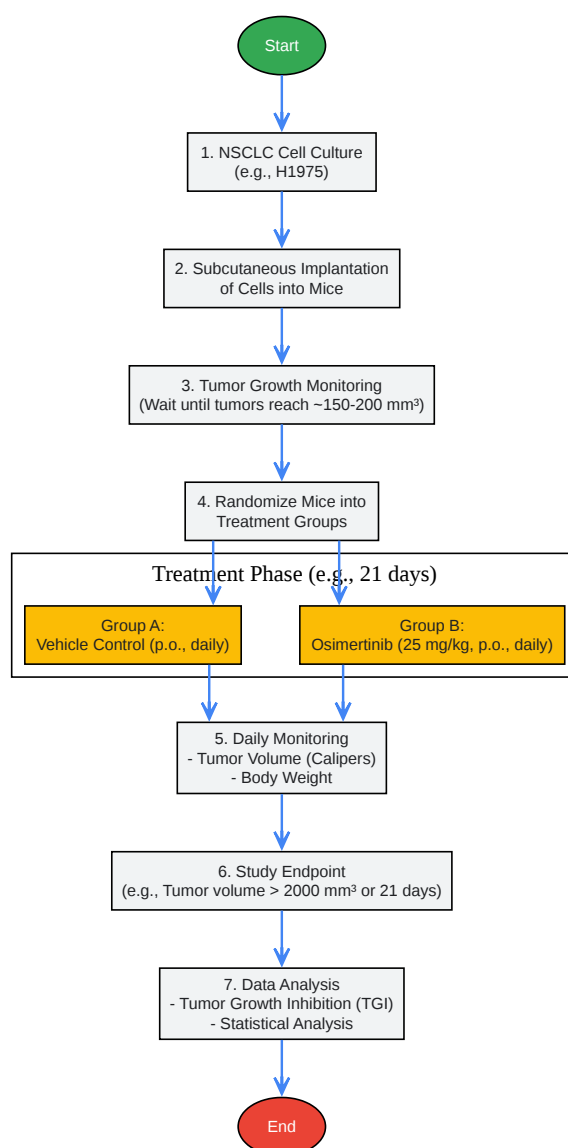 Start
1. NSCLC Cell Culture
(e.g., H1975)
2. Subcutaneous Implantation
of Cells into Mice
3. Tumor Growth Monitoring
(Wait until tumors reach ~150-200 mm³)
4. Randomize Mice into
Treatment Groups
Treatment Phase (e.g., 21 days)
Group A:
Vehicle Control (p.o., daily)
Group B:
Osimertinib (25 mg/kg, p.o., daily)
5. Daily Monitoring
- Tumor Volume (Calipers)
- Body Weight
6. Study Endpoint
(e.g., Tumor volume > 2000 mm³ or 21 days)
7. Data Analysis
- Tumor Growth Inhibition (TGI)
- Statistical Analysis
End